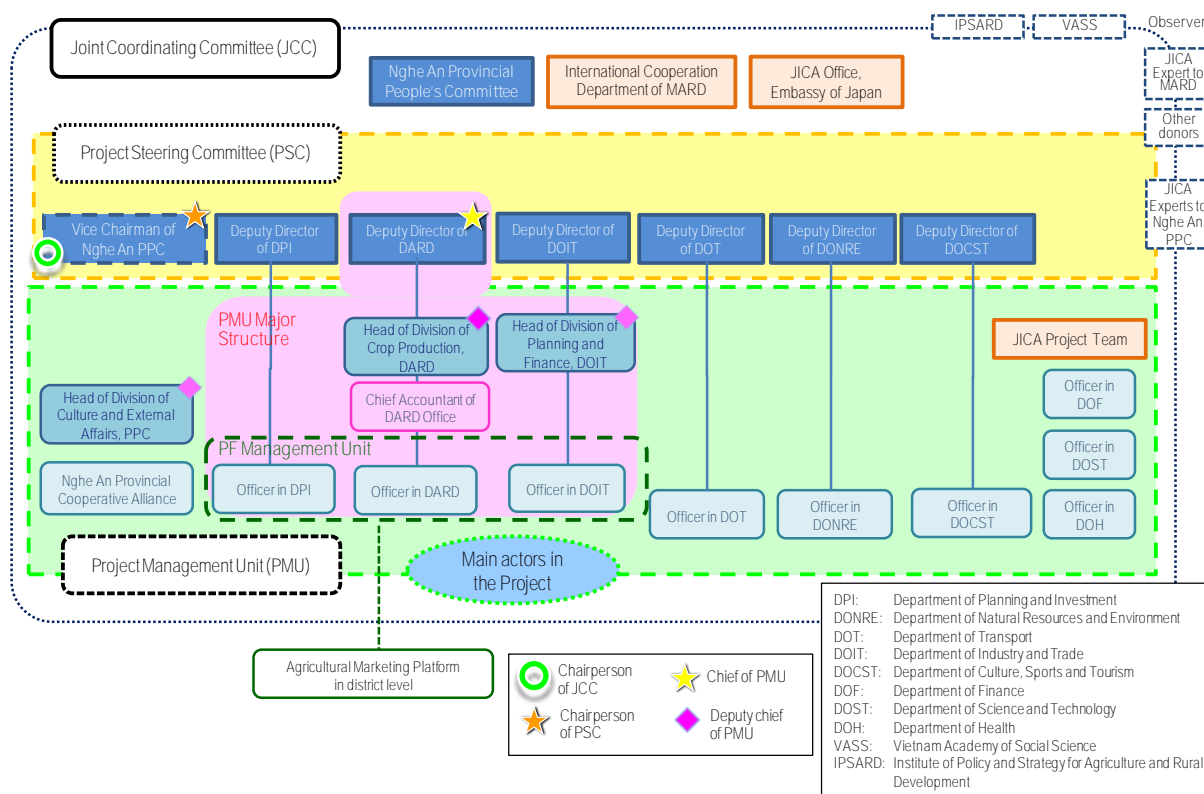 Joint Coordinating Committee (JCC)
IPSARD
VASS
Observer
Nghe An Provincial
People's Committee
International Cooperation
Department of MARD
JICA Office,
Embassy of Japan
JICA
Expert to
MARD
Other
donors
JICA
Experts to
Nghe An
PPC
Project Steering Committee (PSC)
Vice Chairman of
Nghe An PPC
Deputy Director
of DPI
Deputy Director of
DARD
Deputy Director of
DOIT
Deputy Director
of DOT
Deputy Director
of DONRE
Deputy Director of
DOCST
PMU Major
Structure
Head of Division of
Crop Production,
DARD
Head of Division of
Planning and
Finance, DOIT
JICA Project Team
Chief Accountant of
DARD Office
Head of Division of
Culture and External
Affairs, PPC
Officer in
DOF
Officer in
DOST
Officer in
DOH
PF Management Unit
Nghe An Provincial
Cooperative Alliance
Officer in DPI
Officer in DARD
Officer in DOIT
Officer in DOT
Officer in
DONRE
Officer in
DOCST
Project Management Unit (PMU)
Main actors in
the Project
Agricultural Marketing Platform
in district level
Chairperson
of JCC
Chief of PMU
Chairperson
of PSC
Deputy chief
of PMU
DPI: Department of Planning and Investment
DONRE: Department of Natural Resources and Environment
DOT: Department of Transport
DOIT: Department of Industry and Trade
DOCST: Department of Culture, Sports and Tourism
DOF: Department of Finance
DOST: Department of Science and Technology
DOH: Department of Health
VASS: Vietnam Academy of Social Science
IPSARD: Institute of Policy and Strategy for Agriculture and Rural
Development